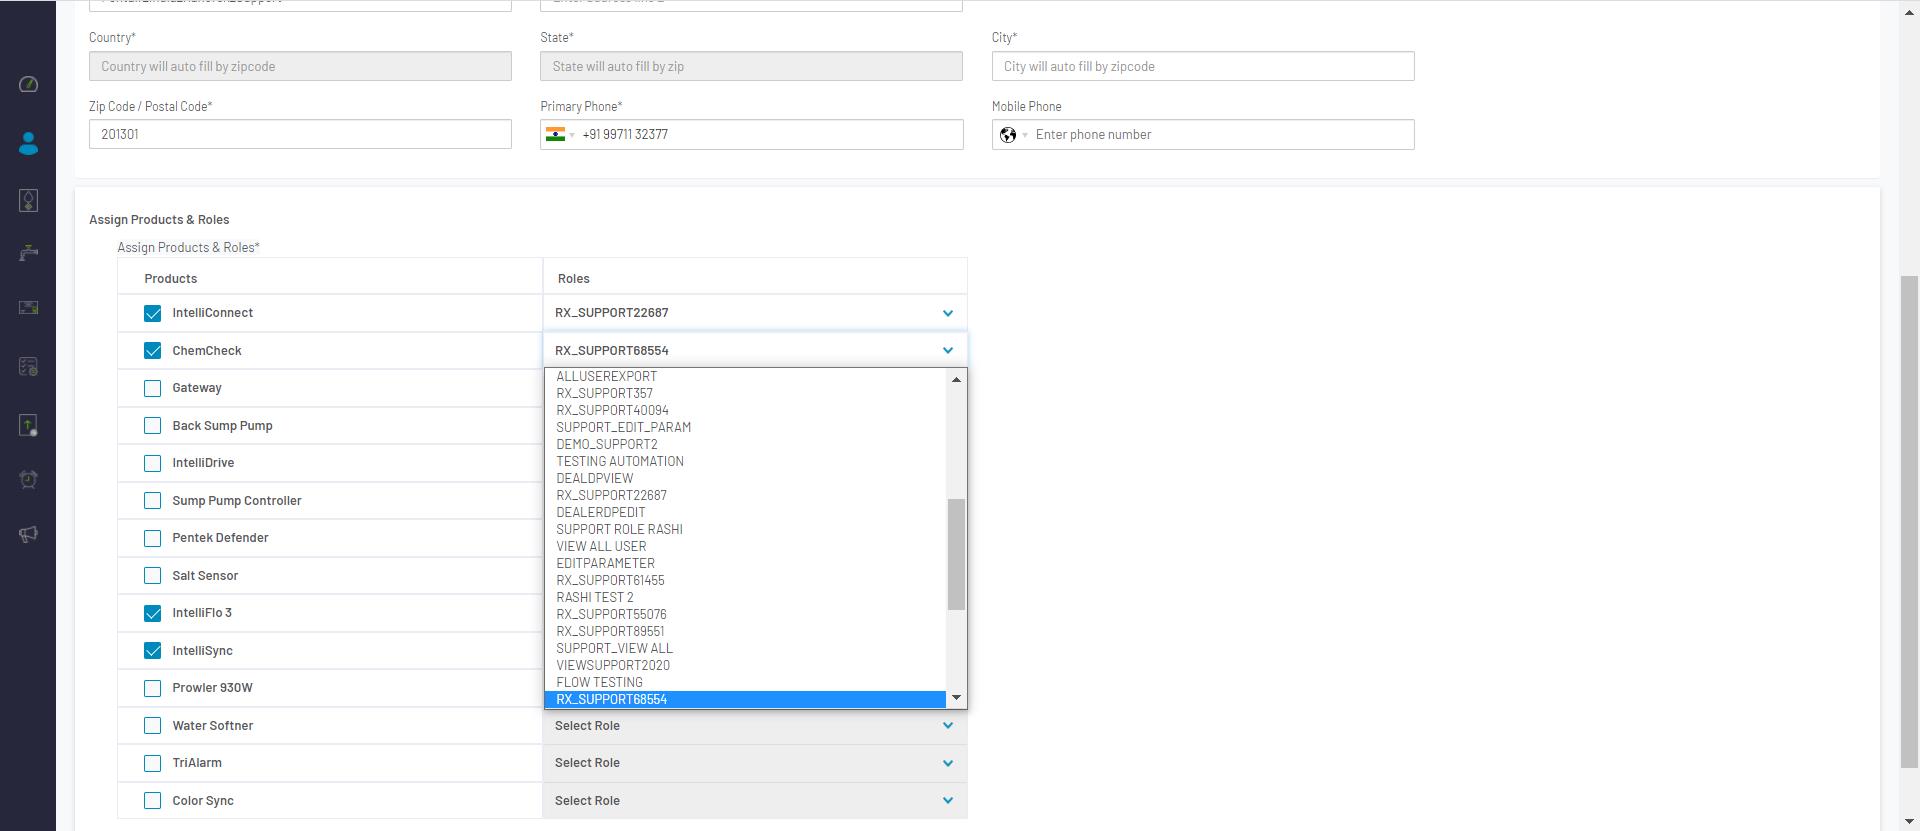 Country*
State*
City*
Country will auto fill by zipcode
State will auto fill by zip
City will auto fill by zipcode
Zip Code / Postal Code*
Primary Phone*
Mobile Phone
201301
+91 99711 32377
Enter phone number
Assign Products & Roles
Assign Products & Roles*
Products
Roles
IntelliConnect
RX_SUPPORT22687
ChemCheck
RX_SUPPORT68554
Gateway
Back Sump Pump
IntelliDrive
Sump Pump Controller
Pentek Defender
Salt Sensor
IntelliFlo 3
IntelliSync
Prowler 930W
ALLUSEREXPORT
RX_SUPPORT357
RX_SUPPORT40094
SUPPORT_EDIT_PARAM
DEMO_SUPPORT2
TESTING AUTOMATION
DEALDPVIEW
RX_SUPPORT22687
DEALERDPEDIT
SUPPORT ROLE RASHI
VIEW ALL USER
EDITPARAMETER
RX_SUPPORT61455
RASHI TEST 2
RX_SUPPORT55076
RX_SUPPORT89551
SUPPORT_VIEW ALL
VIEWSUPPORT2020
FLOW TESTING
RX_SUPPORT68554
Water Softner
Select Role
TriAlarm
Select Role
Color Sync
Select Role